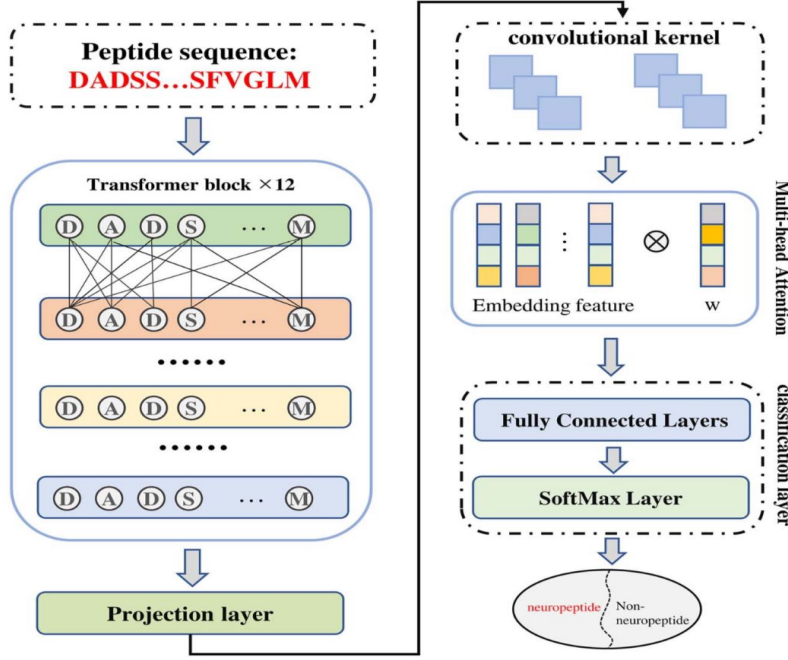 Peptide sequence:
DADSS...SFVGLM
Transformer block ×12
D A D S ... M
D A D S ... M
......
D A D S ... M
......
D A D S ... M
Projection layer
convolutional kernel
Embedding feature
w
Multi-head Attention
Fully Connected Layers
SoftMax Layer
classification layer
neuropeptide
Non-
neuropeptide